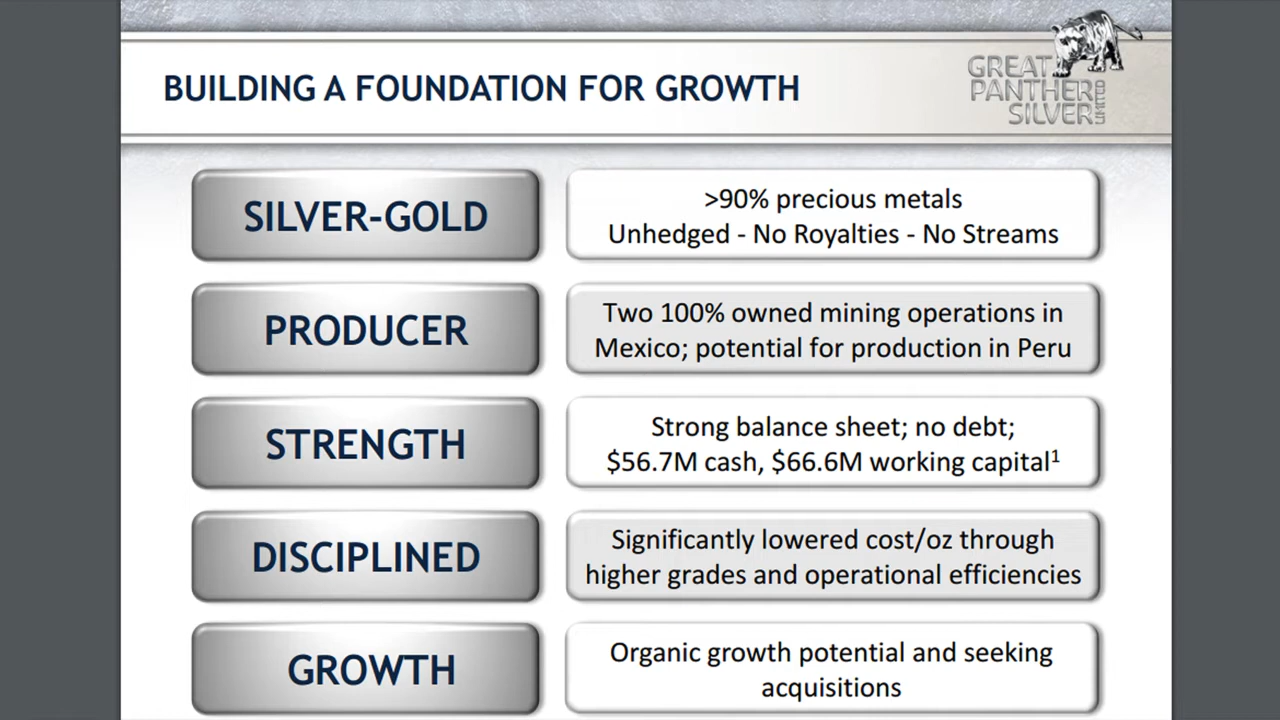 BUILDING A FOUNDATION FOR GROWTH
GREAT
PANTHER
SILVER
LIMITED
SILVER-GOLD
>90% precious metals
Unhedged - No Royalties - No Streams
PRODUCER
Two 100% owned mining operations in
Mexico; potential for production in Peru
STRENGTH
Strong balance sheet; no debt;
$56.7M cash, $66.6M working capital¹
DISCIPLINED
Significantly lowered cost/oz through
higher grades and operational efficiencies
GROWTH
Organic growth potential and seeking
acquisitions